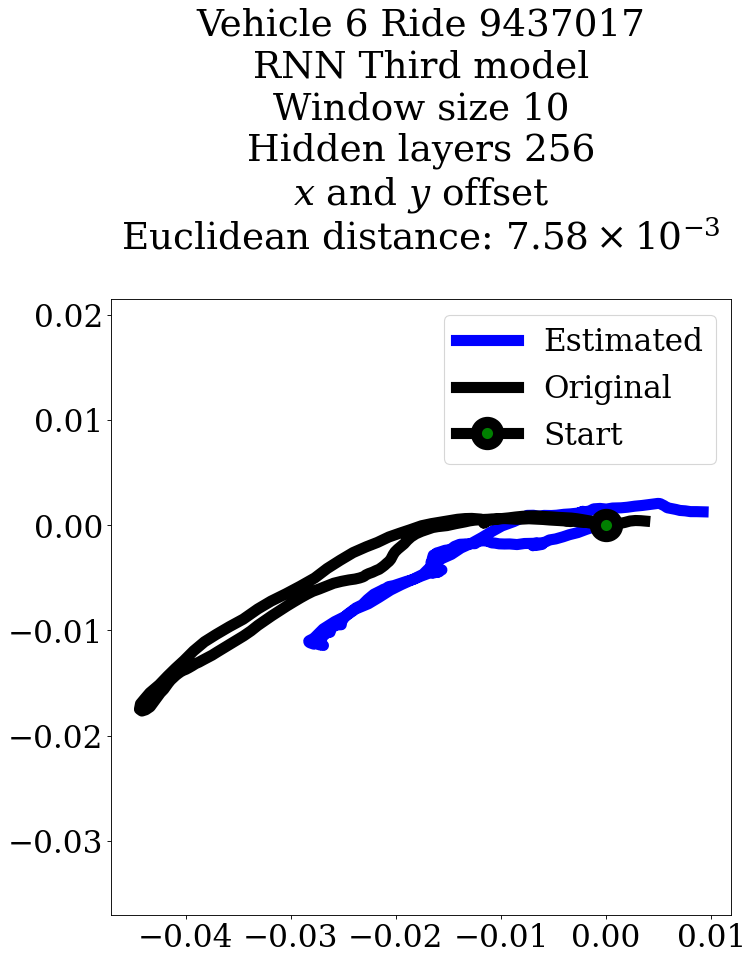 Vehicle 6 Ride 9437017
RNN Third model
Window size 10
Hidden layers 256
x and y offset
Euclidean distance: 7.58 × 10⁻³
Estimated
Original
Start
0.02
0.01
0.00
−0.01
−0.02
−0.03
−0.04 −0.03 −0.02 −0.01 0.00 0.01